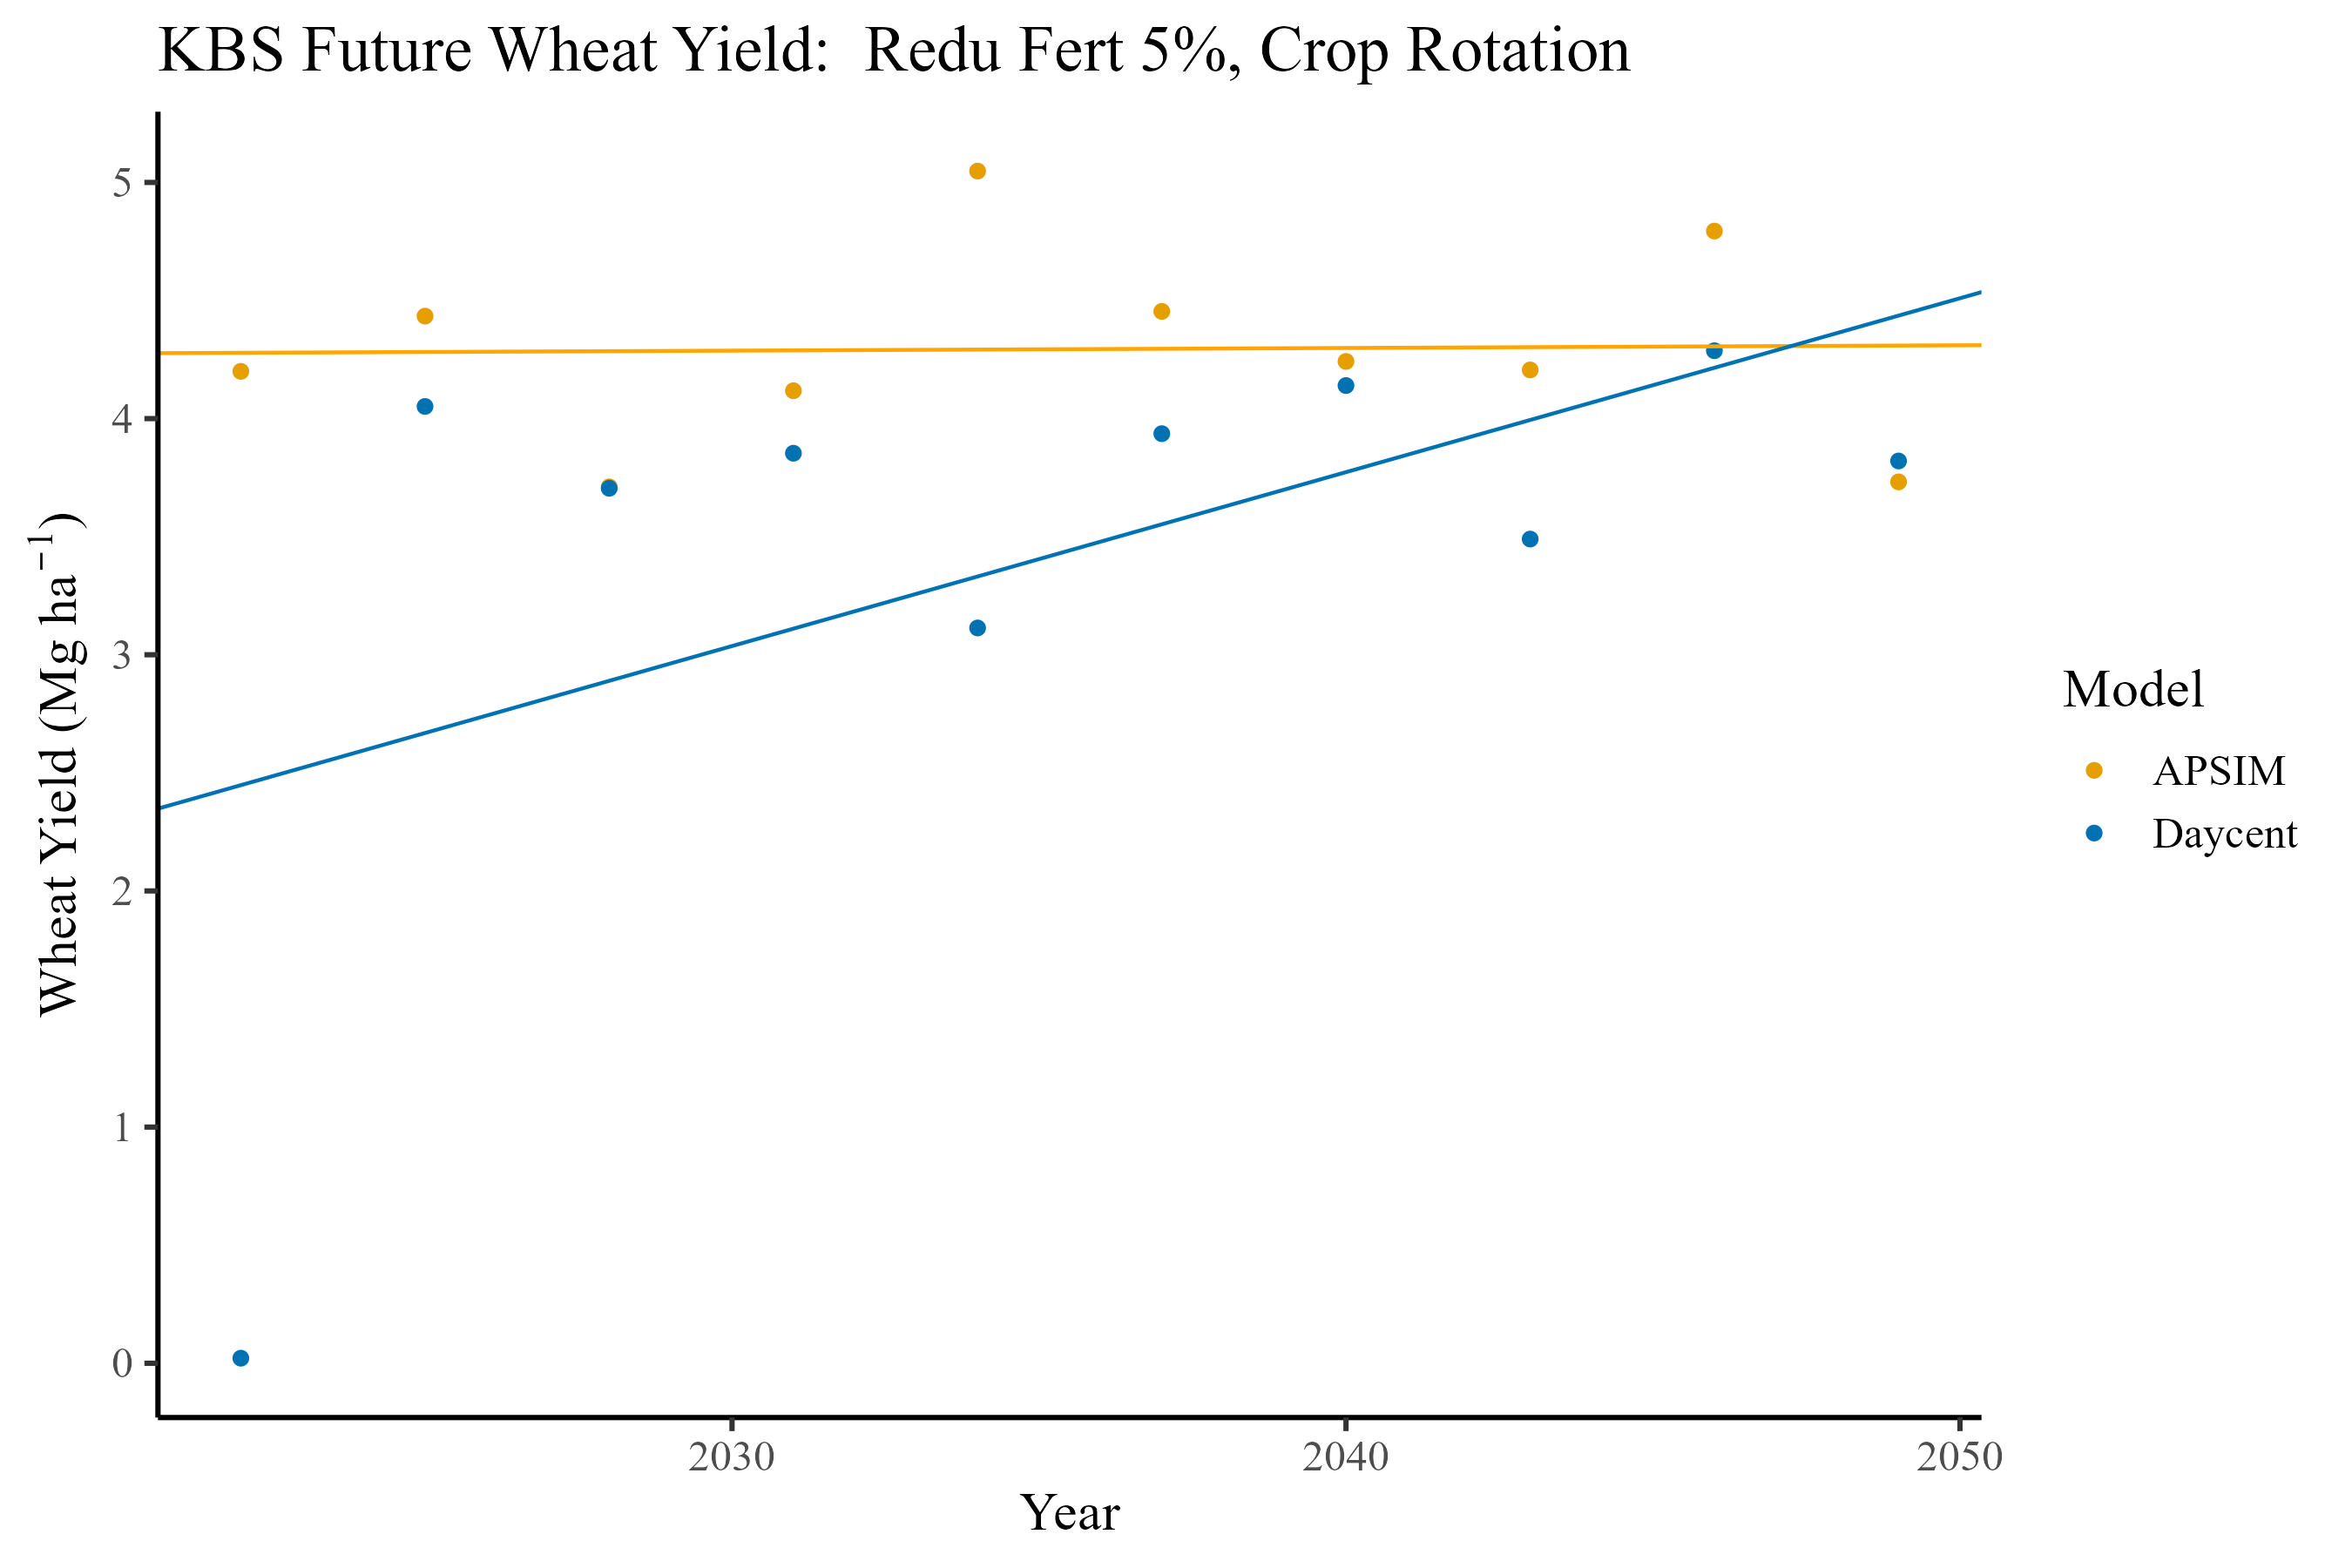 KBS Future Wheat Yield:  Redu Fert 5%, Crop Rotation
Wheat Yield (Mg ha⁻¹)
5
4
3
2
1
0
2030
2040
2050
Year
Model
APSIM
Daycent